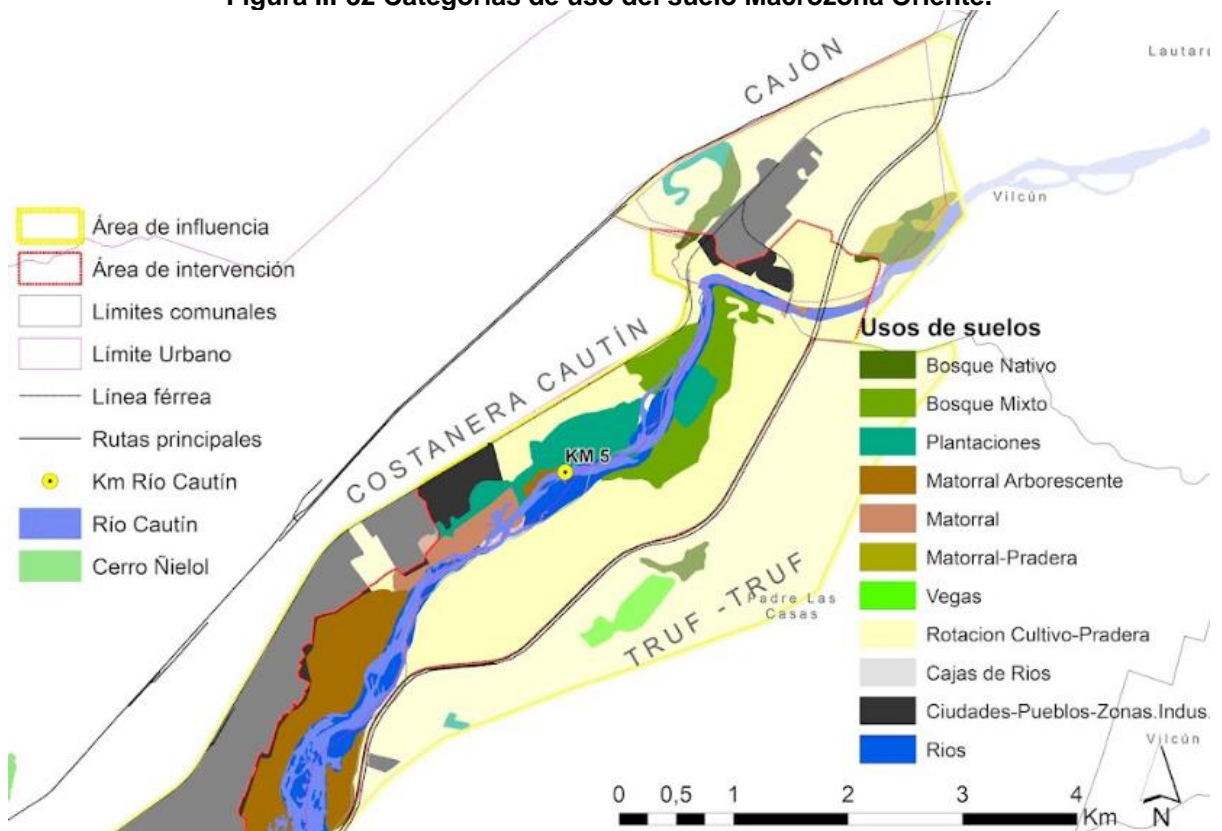 Figura III-32 Categorías de uso del suelo Macrozona Oriente.
CAJÓN
Lautaro
Vilcún
Área de influencia
Área de intervención
Límites comunales
Límite Urbano
Línea férrea
Rutas principales
Km Río Cautín
Río Cautín
Cerro Ñielol
COSTANERA CAUTÍN
KM 5
TRUF -TRUF
Padre Las
Casas
Usos de suelos
Bosque Nativo
Bosque Mixto
Plantaciones
Matorral Arborescente
Matorral
Matorral-Pradera
Vegas
Rotacion Cultivo-Pradera
Cajas de Rios
Ciudades-Pueblos-Zonas.Indus.
Rios
Vilcún
0 0,5 1 2 3 4
Km
N